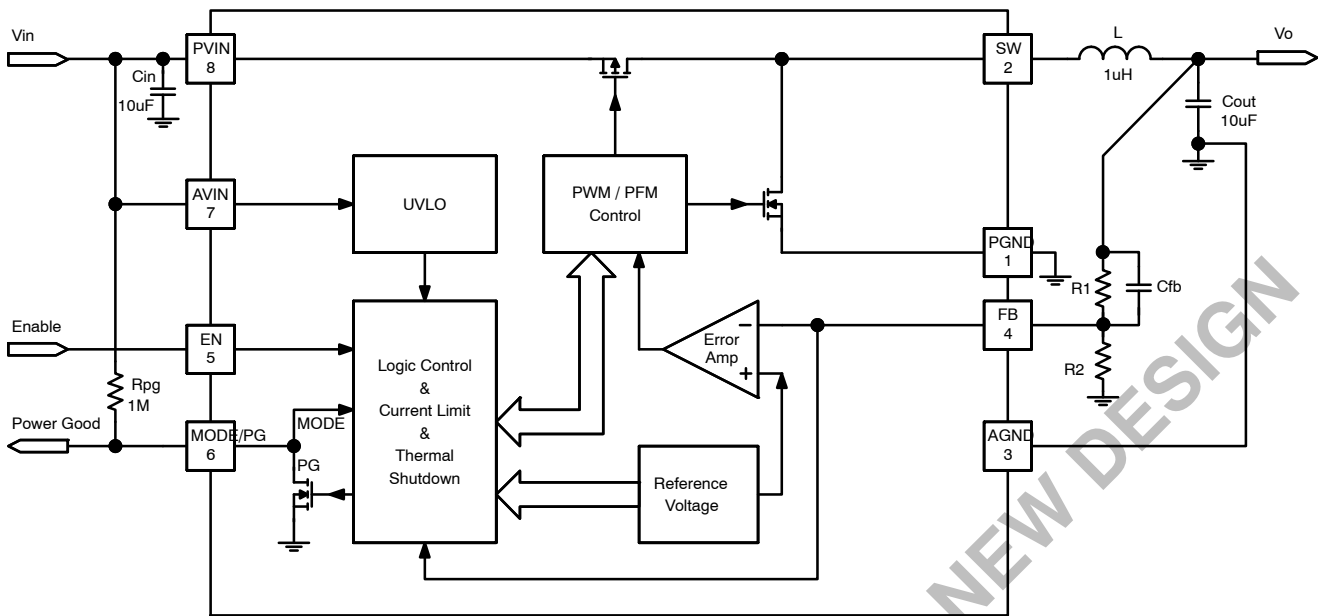 Vin
PVIN
8
Cin
10uF
SW
2
L
1uH
Vo
Cout
10uF
AVIN
7
UVLO
PWM / PFM
Control
PGND
1
R1
Cfb
Enable
EN
5
FB
4
Error
Amp
R2
Rpg
1M
Logic Control
&
Current Limit
&
Thermal
Shutdown
Power Good
MODE/PG
6
MODE
PG
Reference
Voltage
AGND
3
NEW DESIGN